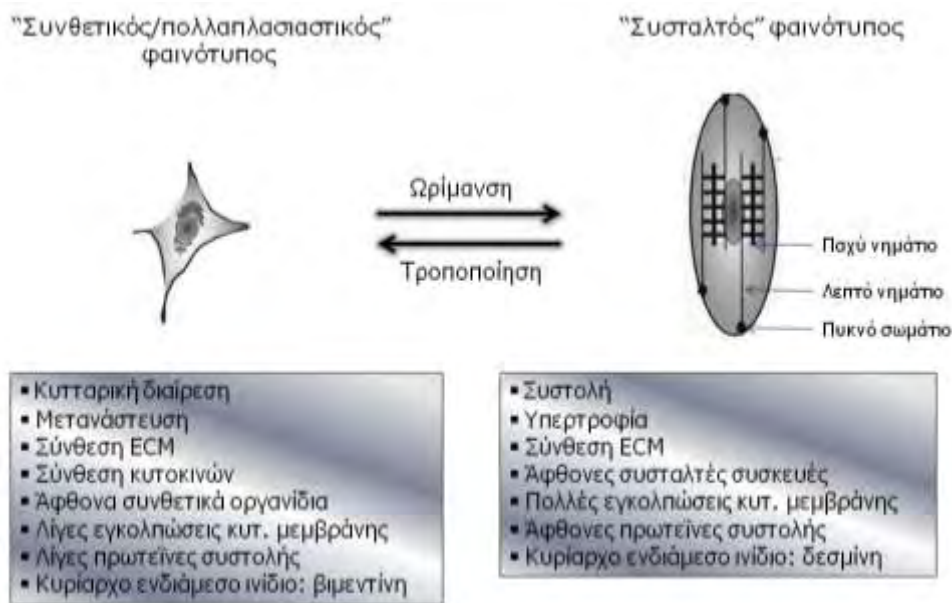 "Συνθετικός/πολλαπλασιαστικός"
φαινότυπος
"Συσταλτός" φαινότυπος
Ωρίμανση
Τροποποίηση
Παχύ νημάτιο
Λεπτό νημάτιο
Πυκνό σωμάτιο
▪ Κυτταρική διαίρεση
▪ Μετανάστευση
▪ Σύνθεση ECM
▪ Σύνθεση κυτοκινών
▪ Άφθονα συνθετικά οργανίδια
▪ Λίγες εγκολπώσεις κυτ. μεμβράνης
▪ Λίγες πρωτεΐνες συστολής
▪ Κυρίαρχο ενδιάμεσο ινίδιο: βιμεντίνη
▪ Συστολή
▪ Υπερτροφία
▪ Σύνθεση ECM
▪ Άφθονες συσταλτές συσκευές
▪ Πολλές εγκολπώσεις κυτ. μεμβράνης
▪ Άφθονες πρωτεΐνες συστολής
▪ Κυρίαρχο ενδιάμεσο ινίδιο: δεσμίνη